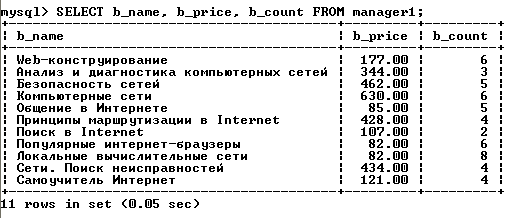 mysql> SELECT b_name, b_price, b_count FROM manager1;
+----------------------------------------+---------+---------+
| b_name | b_price | b_count |
+----------------------------------------+---------+---------+
| Web-конструирование | 177.00 | 6 |
| Анализ и диагностика компьютерных сетей | 344.00 | 3 |
| Безопасность сетей | 462.00 | 5 |
| Компьютерные сети | 630.00 | 6 |
| Общение в Интернете | 85.00 | 5 |
| Принципы маршрутизации в Internet | 428.00 | 4 |
| Поиск в Internet | 107.00 | 2 |
| Популярные интернет-браузеры | 82.00 | 6 |
| Локальные вычислительные сети | 82.00 | 8 |
| Сети. Поиск неисправностей | 434.00 | 4 |
| Самоучитель Интернет | 121.00 | 4 |
+----------------------------------------+---------+---------+
11 rows in set (0.05 sec)